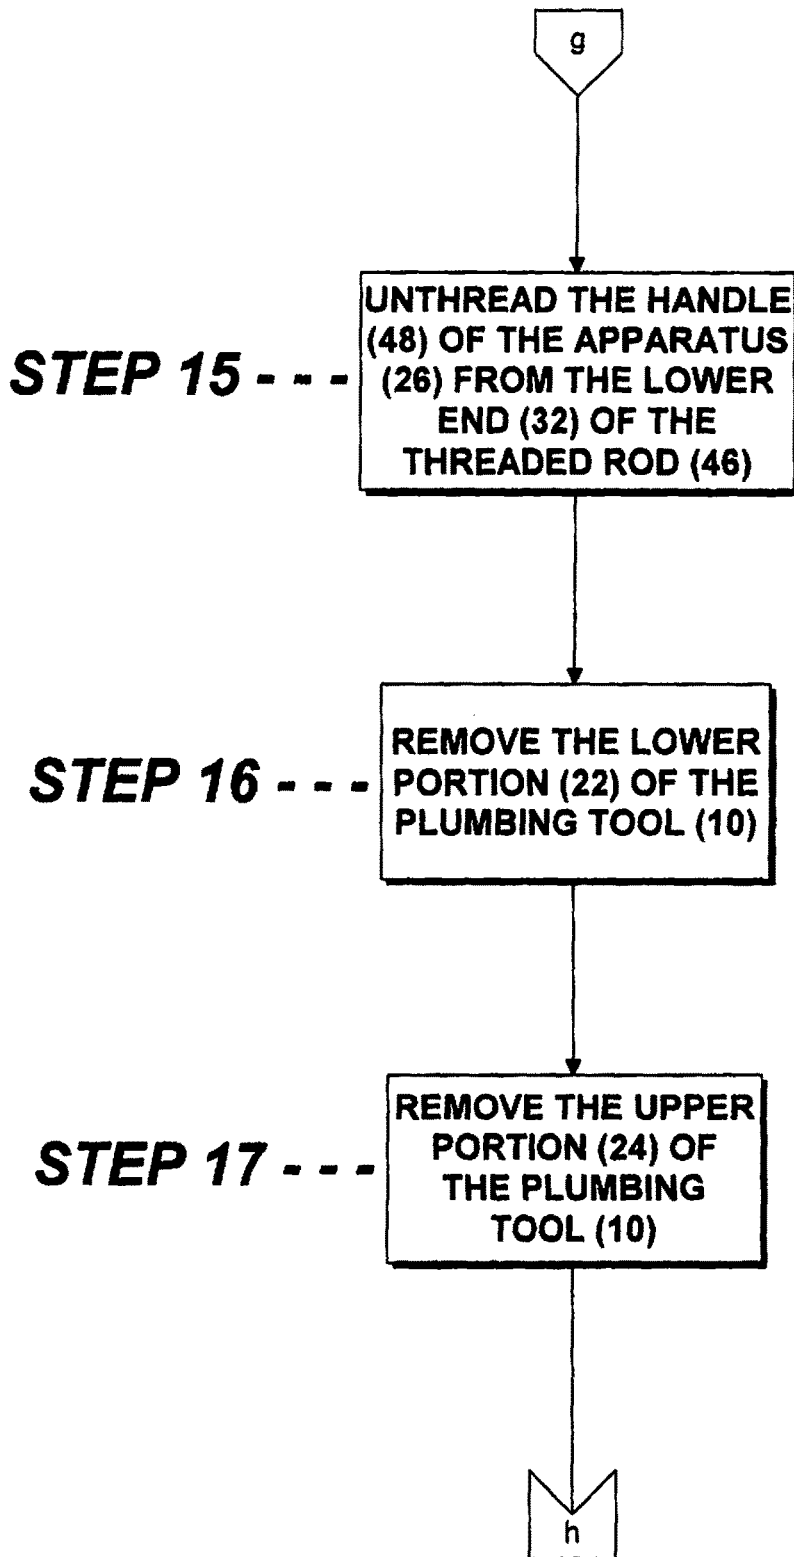 g
UNTHREAD THE HANDLE
(48) OF THE APPARATUS
STEP 15 - - - (26) FROM THE LOWER
END (32) OF THE
THREADED ROD (46)
REMOVE THE LOWER
STEP 16 - - - PORTION (22) OF THE
PLUMBING TOOL (10)
REMOVE THE UPPER
PORTION (24) OF
STEP 17 - - - THE PLUMBING
TOOL (10)
h